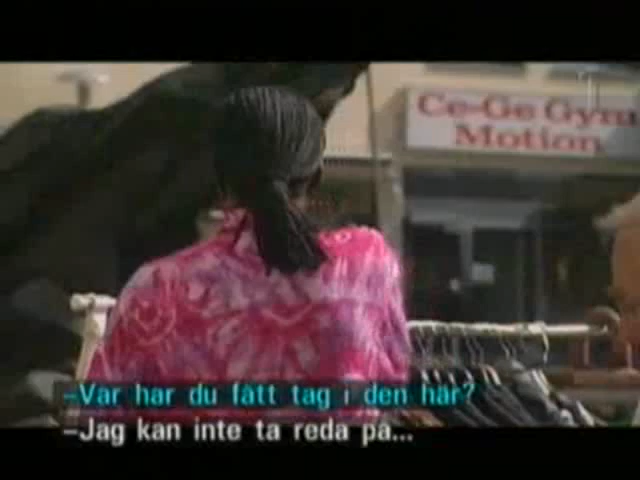 Ce-Ge Gym
Motion
-Var har du fått tag i den här?
-Jag kan inte ta reda på...